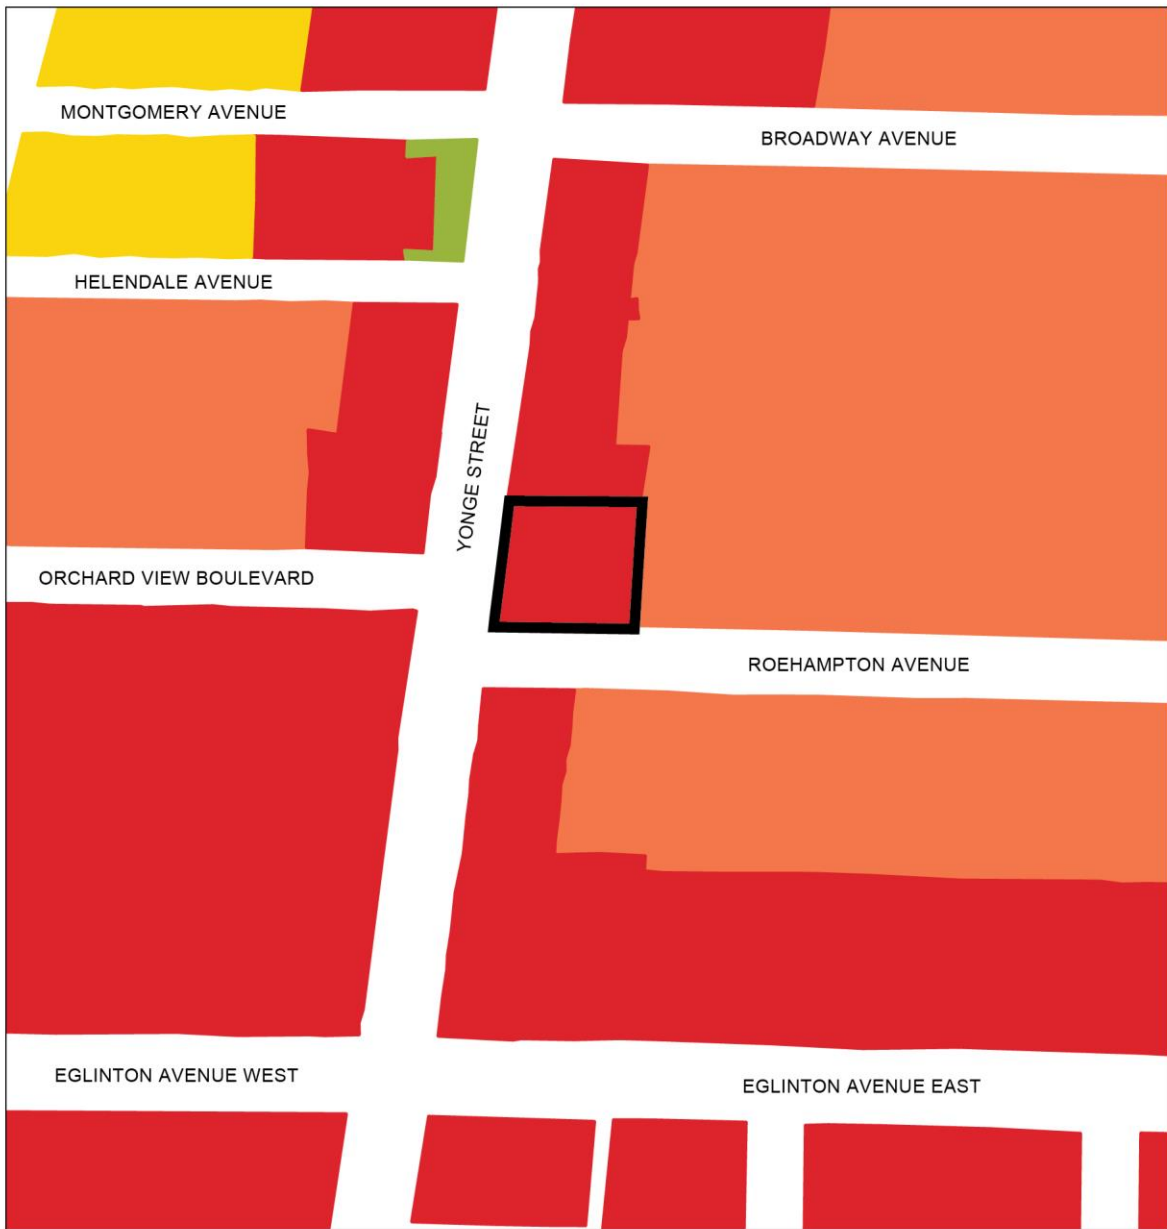 MONTGOMERY AVENUE
BROADWAY AVENUE
HELENDALE AVENUE
YONGE STREET
ORCHARD VIEW BOULEVARD
ROEHAMPTON AVENUE
EGLINTON AVENUE WEST
EGLINTON AVENUE EAST